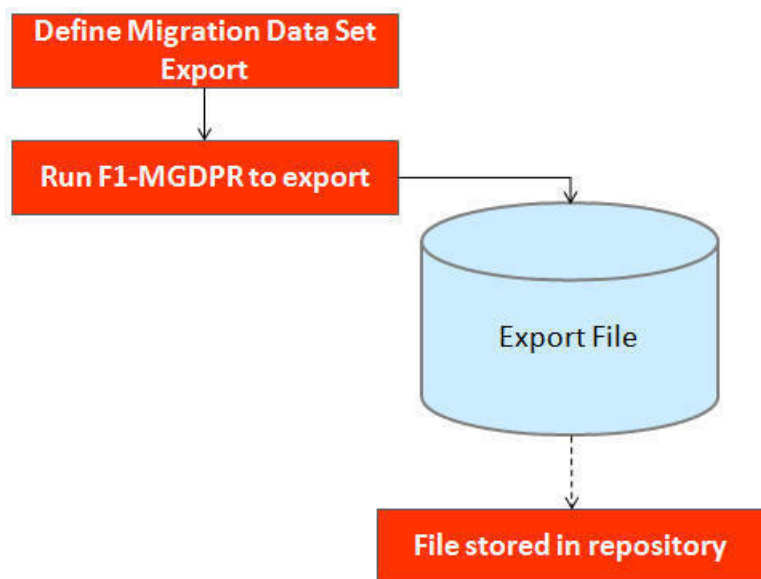 Define Migration Data Set
Export
Run F1-MGDPR to export
Export File
File stored in repository